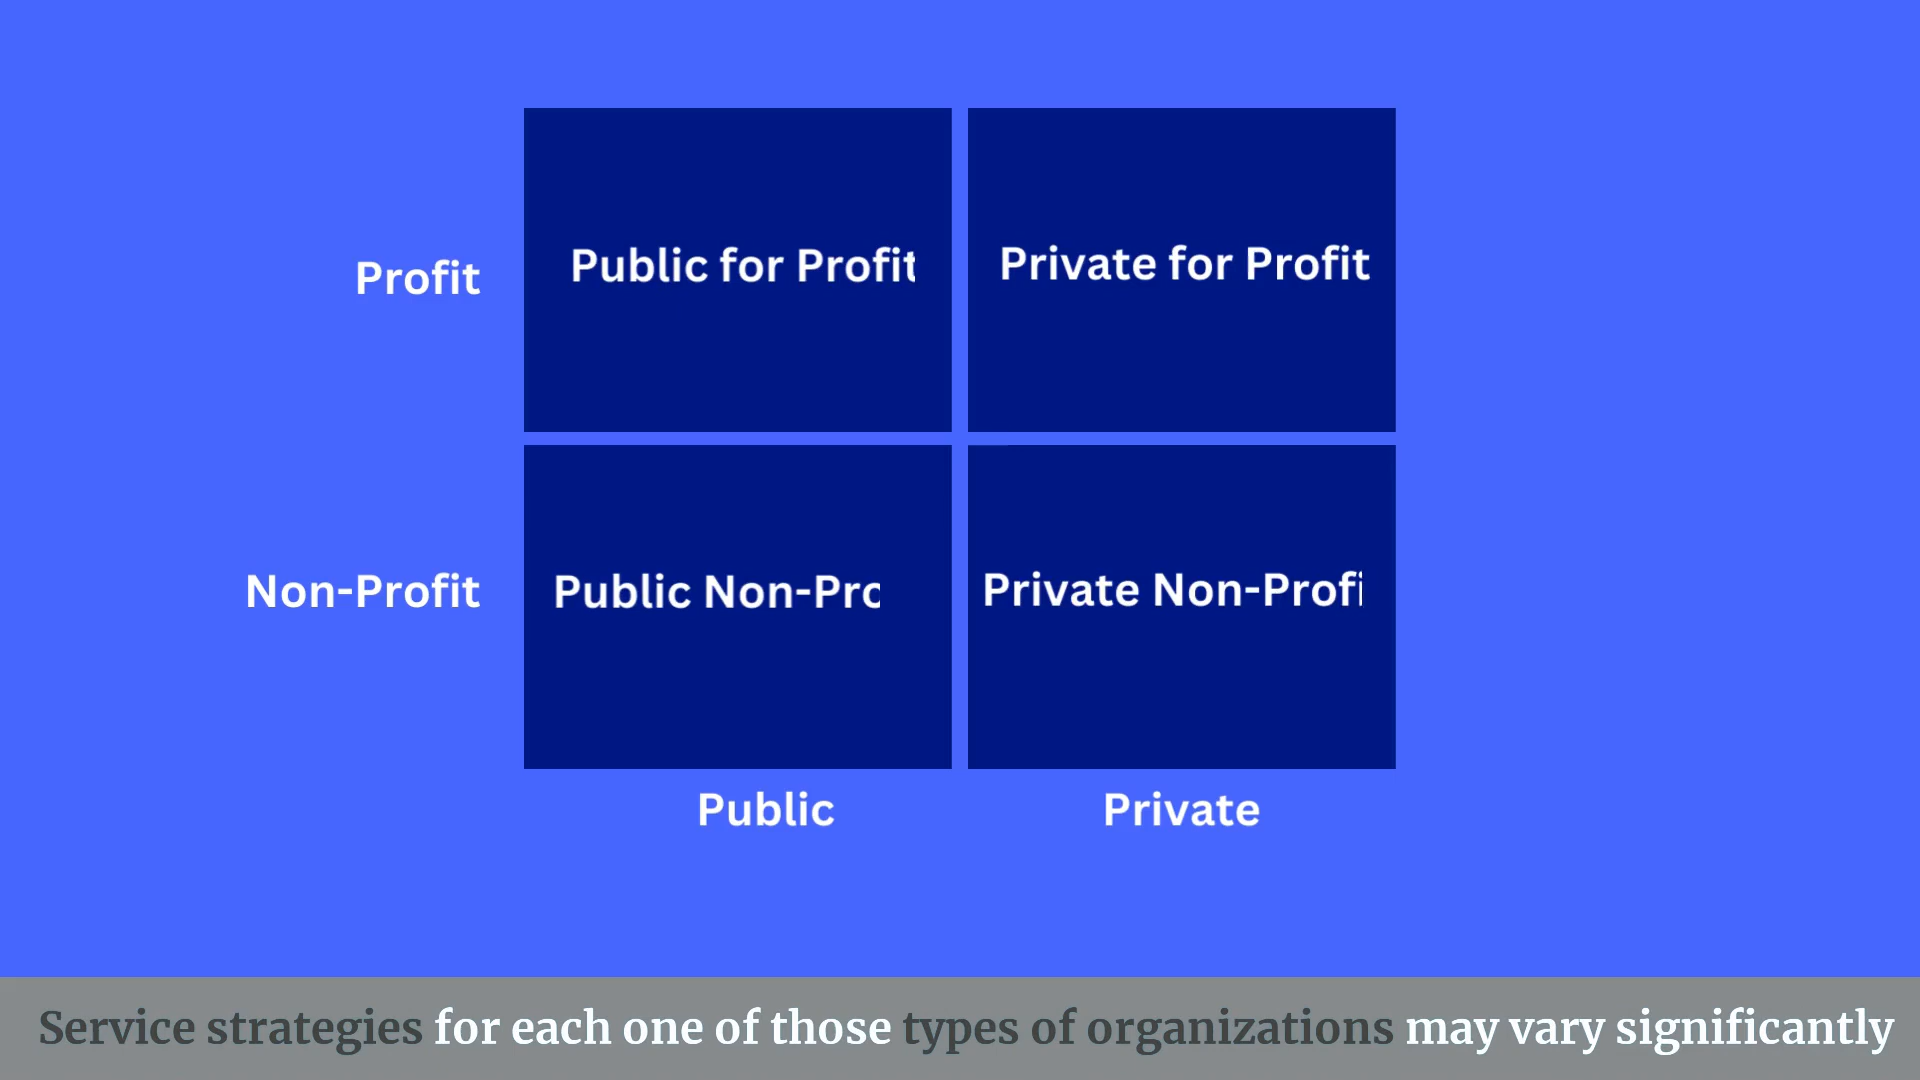 Public for Profit
Private for Profit
Profit
Public Non-Pro
Private Non-Profi
Non-Profit
Public
Private
Service strategies for each one of those types of organizations may vary significantly